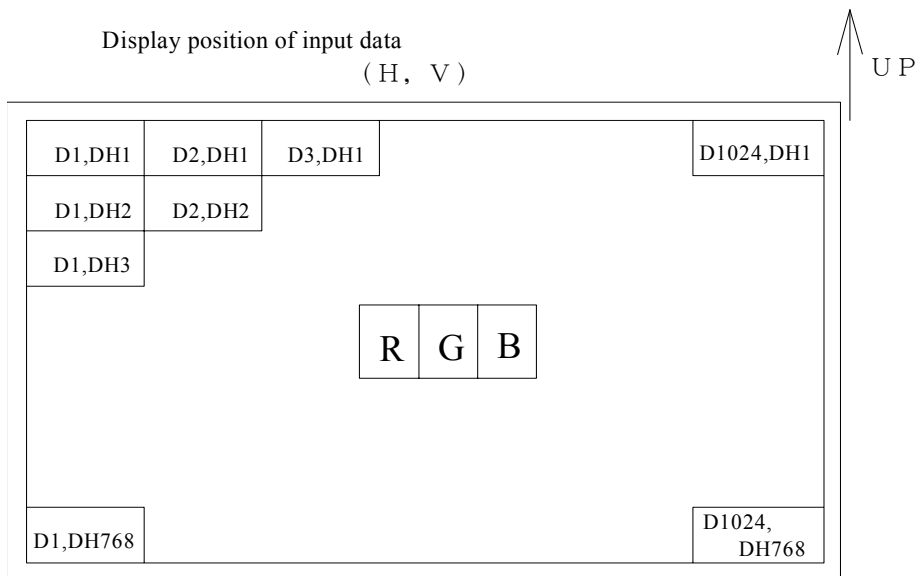 Display position of input data
(H, V)
UP
D1,DH1 D2,DH1 D3,DH1 D1024,DH1
D1,DH2 D2,DH2
D1,DH3
R G B
D1,DH768 D1024,
DH768